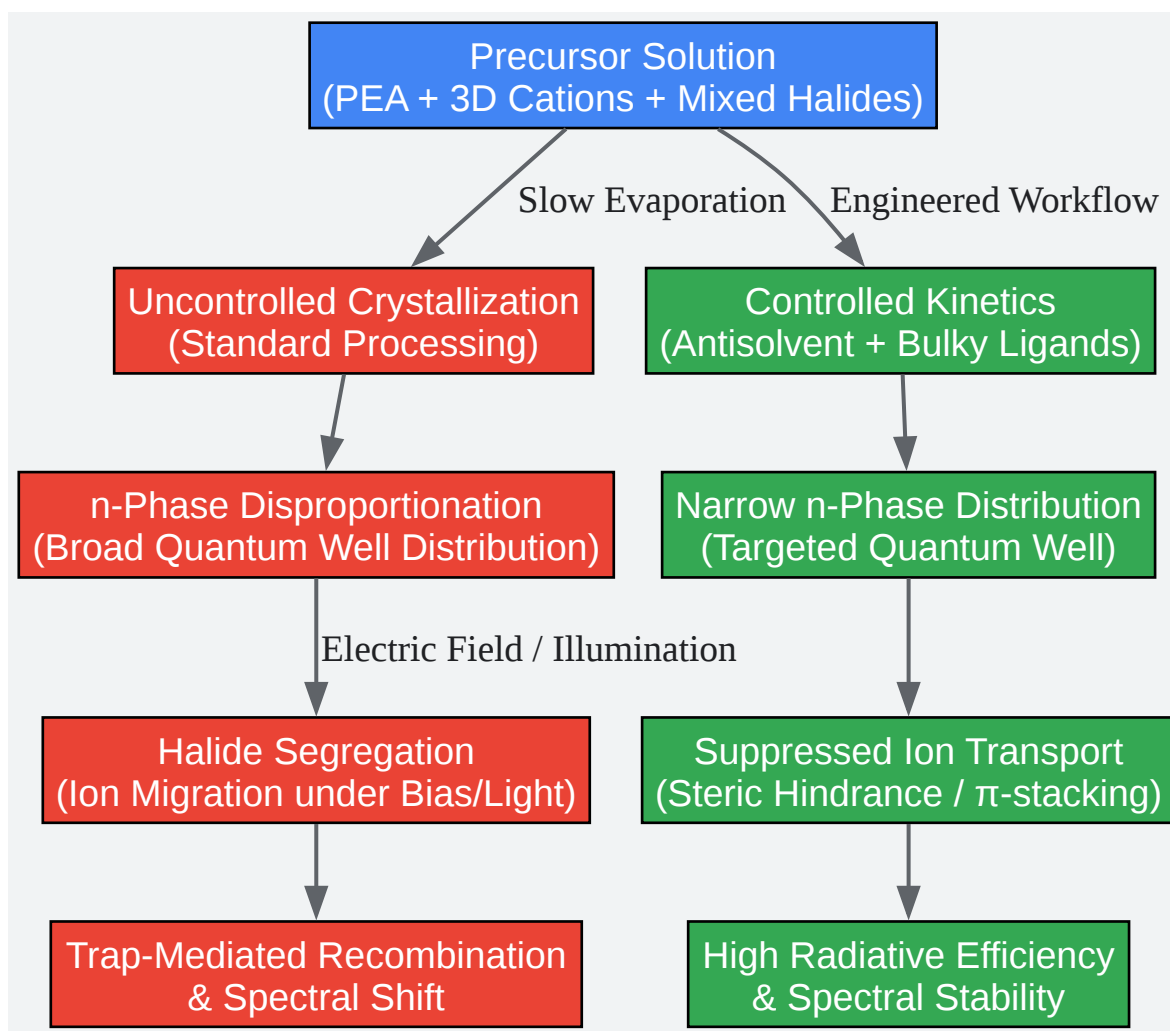 Precursor Solution
(PEA + 3D Cations + Mixed Halides)
Slow Evaporation
Engineered Workflow
Uncontrolled Crystallization
(Standard Processing)
Controlled Kinetics
(Antisolvent + Bulky Ligands)
n-Phase Disproportionation
(Broad Quantum Well Distribution)
Narrow n-Phase Distribution
(Targeted Quantum Well)
Electric Field / Illumination
Halide Segregation
(Ion Migration under Bias/Light)
Suppressed Ion Transport
(Steric Hindrance / π-stacking)
Trap-Mediated Recombination
& Spectral Shift
High Radiative Efficiency
& Spectral Stability